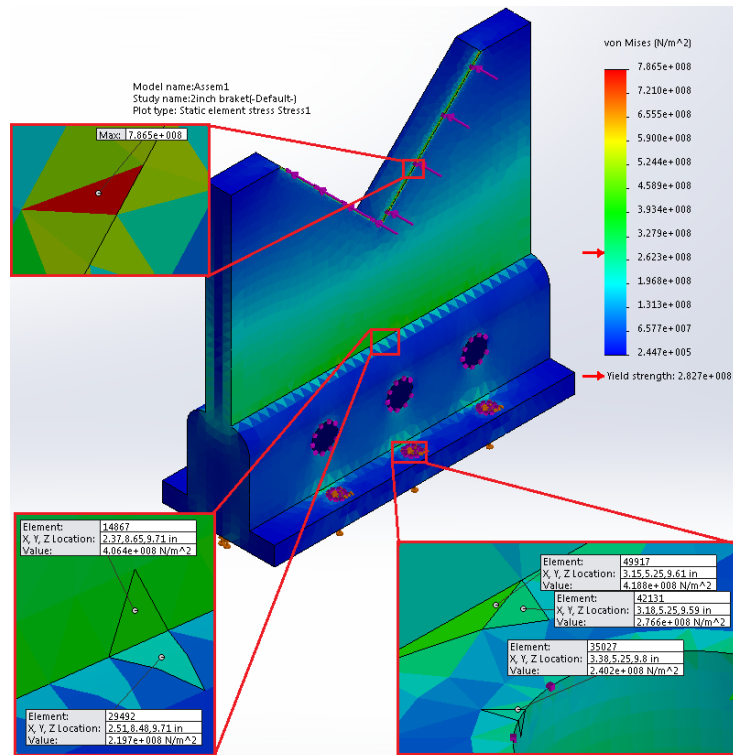 Model name:Assem1
Study name:2inch braket(-Default-)
Plot type: Static element stress Stress1
von Mises (N/m^2)
7.865e+008
7.210e+008
6.555e+008
5.900e+008
5.244e+008
4.589e+008
3.934e+008
3.279e+008
2.623e+008
1.968e+008
1.313e+008
6.577e+007
2.447e+005
Yield strength: 2.827e+008
Max: 7.865e+008
Element: 14867
X, Y, Z Location: 2.37,8.65,9.71 in
Value: 4.064e+008 N/m^2
Element: 29492
X, Y, Z Location: 2.51,8.48,9.71 in
Value: 2.197e+008 N/m^2
Element: 49917
X, Y, Z Location: 3.15,5.25,9.61 in
Value: 4.188e+008 N/m^2
Element: 42131
X, Y, Z Location: 3.18,5.25,9.59 in
Value: 2.766e+008 N/m^2
Element: 35027
X, Y, Z Location: 3.38,5.25,9.8 in
Value: 2.402e+008 N/m^2